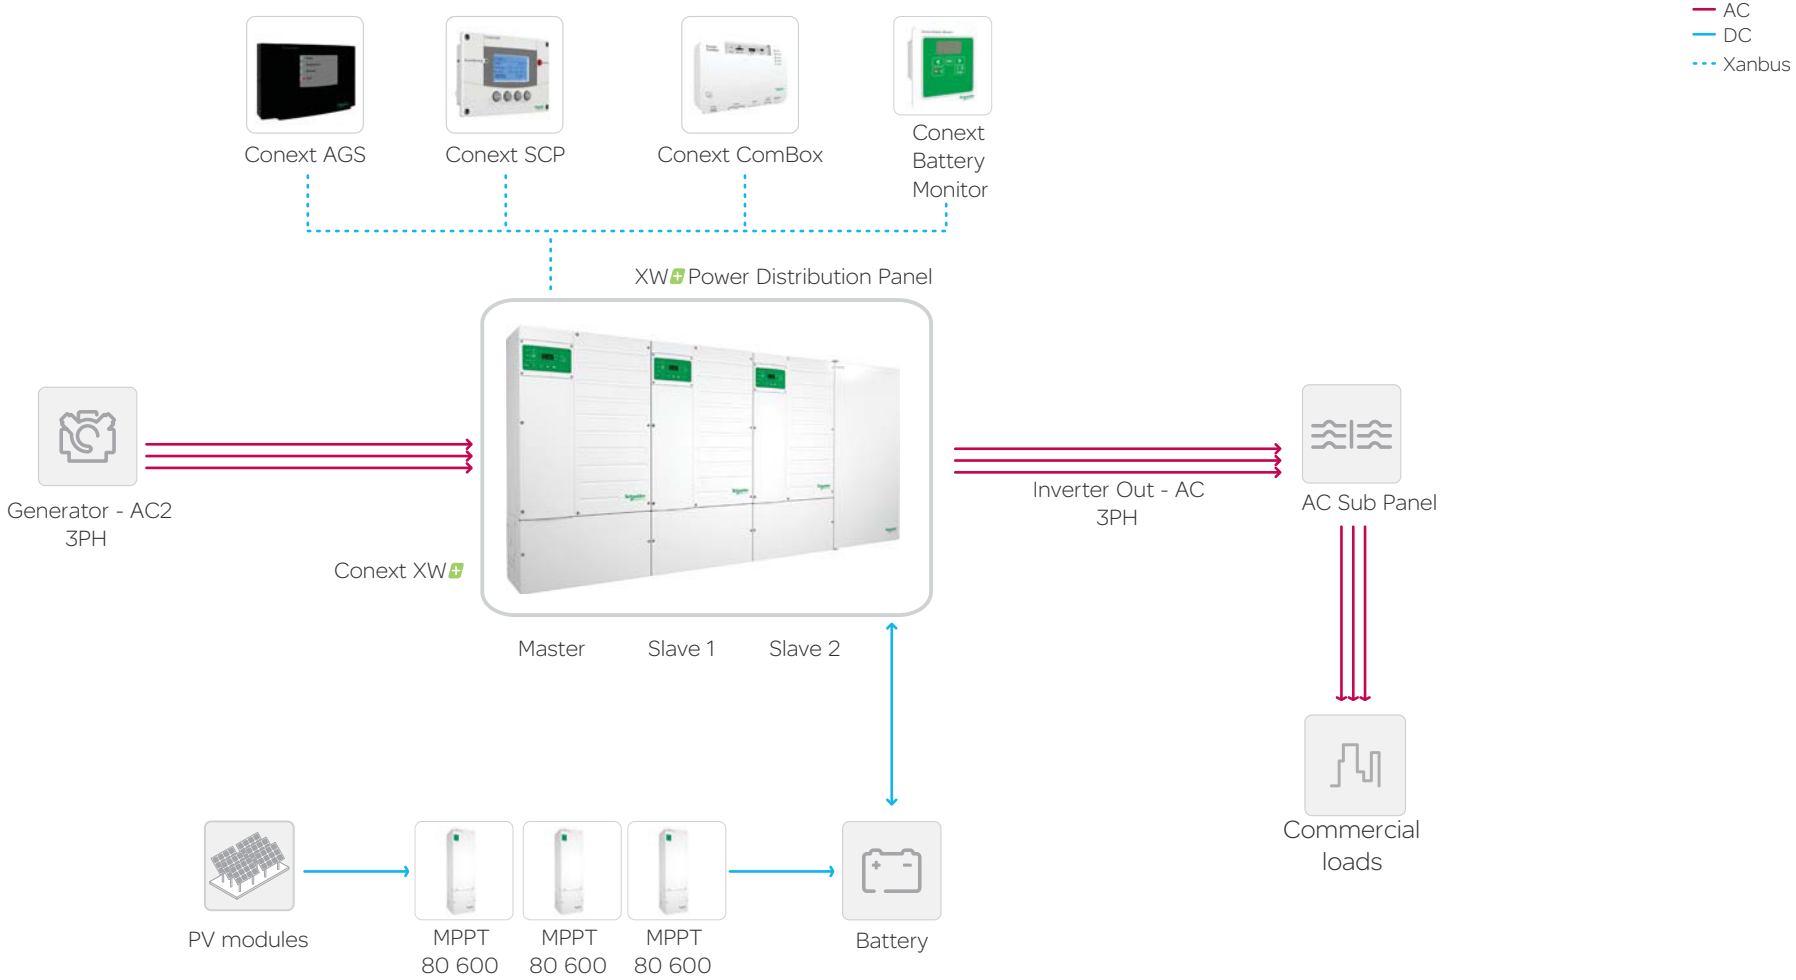 AC
DC
Xanbus
Conext AGS
Conext SCP
Conext ComBox
Conext
Battery
Monitor
XW+ Power Distribution Panel
Generator - AC2
3PH
Conext XW+
Inverter Out - AC
3PH
AC Sub Panel
Master
Slave 1
Slave 2
Commercial
loads
PV modules
MPPT
80 600
MPPT
80 600
MPPT
80 600
Battery